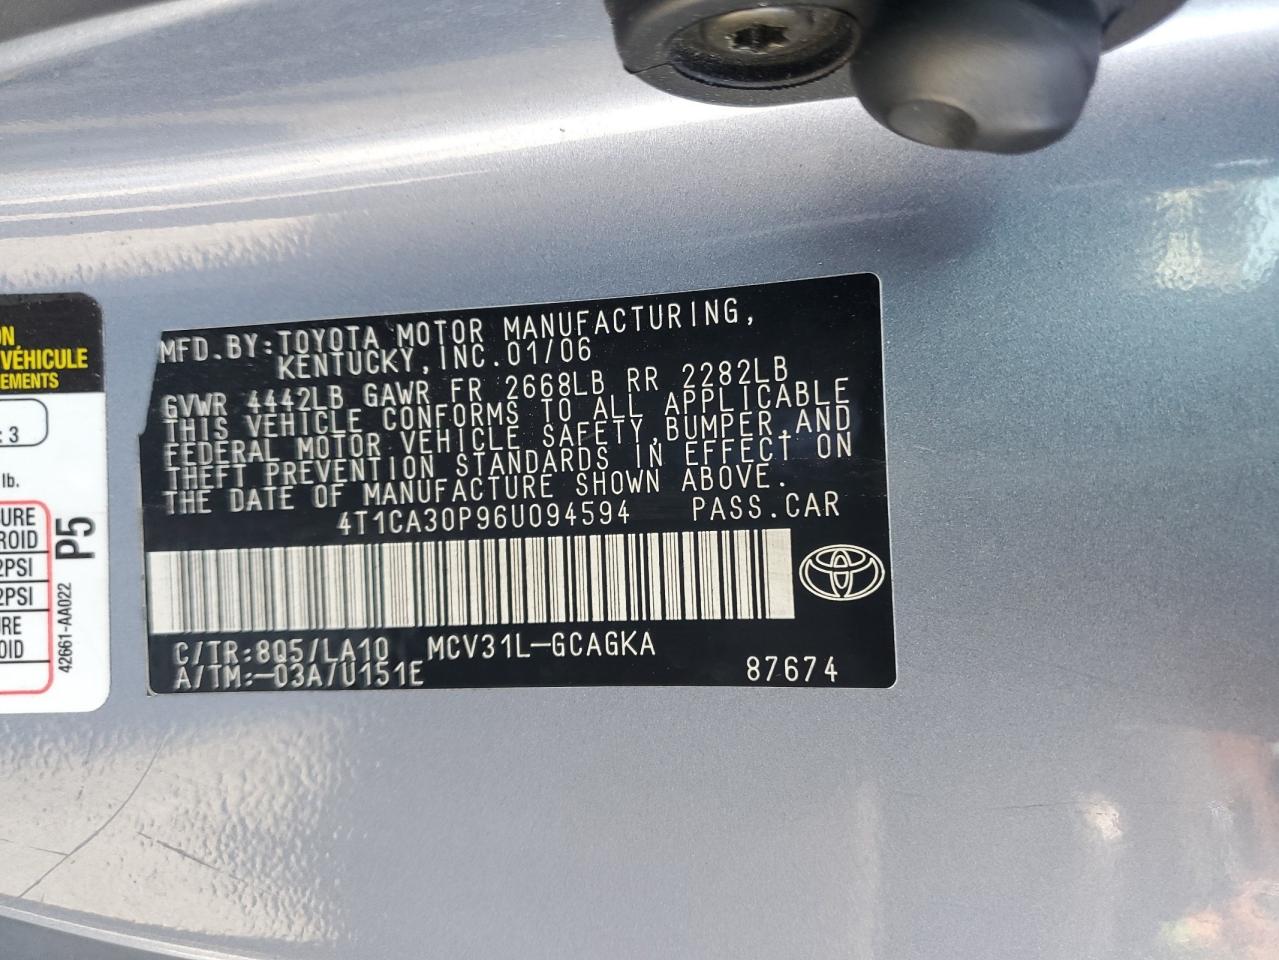 ON
VÉHICULE
EMENTS
: 3
lb.
URE
ROID
2PSI
2PSI
URE
OID
P5
42661-AA022
MFD.BY:TOYOTA MOTOR MANUFACTURING,
KENTUCKY,INC.01/06
GVWR 4442LB GAWR FR 2668LB RR 2282LB
THIS VEHICLE CONFORMS TO ALL APPLICABLE
FEDERAL MOTOR VEHICLE SAFETY,BUMPER,AND
THEFT PREVENTION STANDARDS IN EFFECT ON
THE DATE OF MANUFACTURE SHOWN ABOVE.
4T1CA30P96U094594 PASS.CAR
C/TR:8Q5/LA10 MCV31L-GCAGKA
A/TM:-03A/U151E 87674